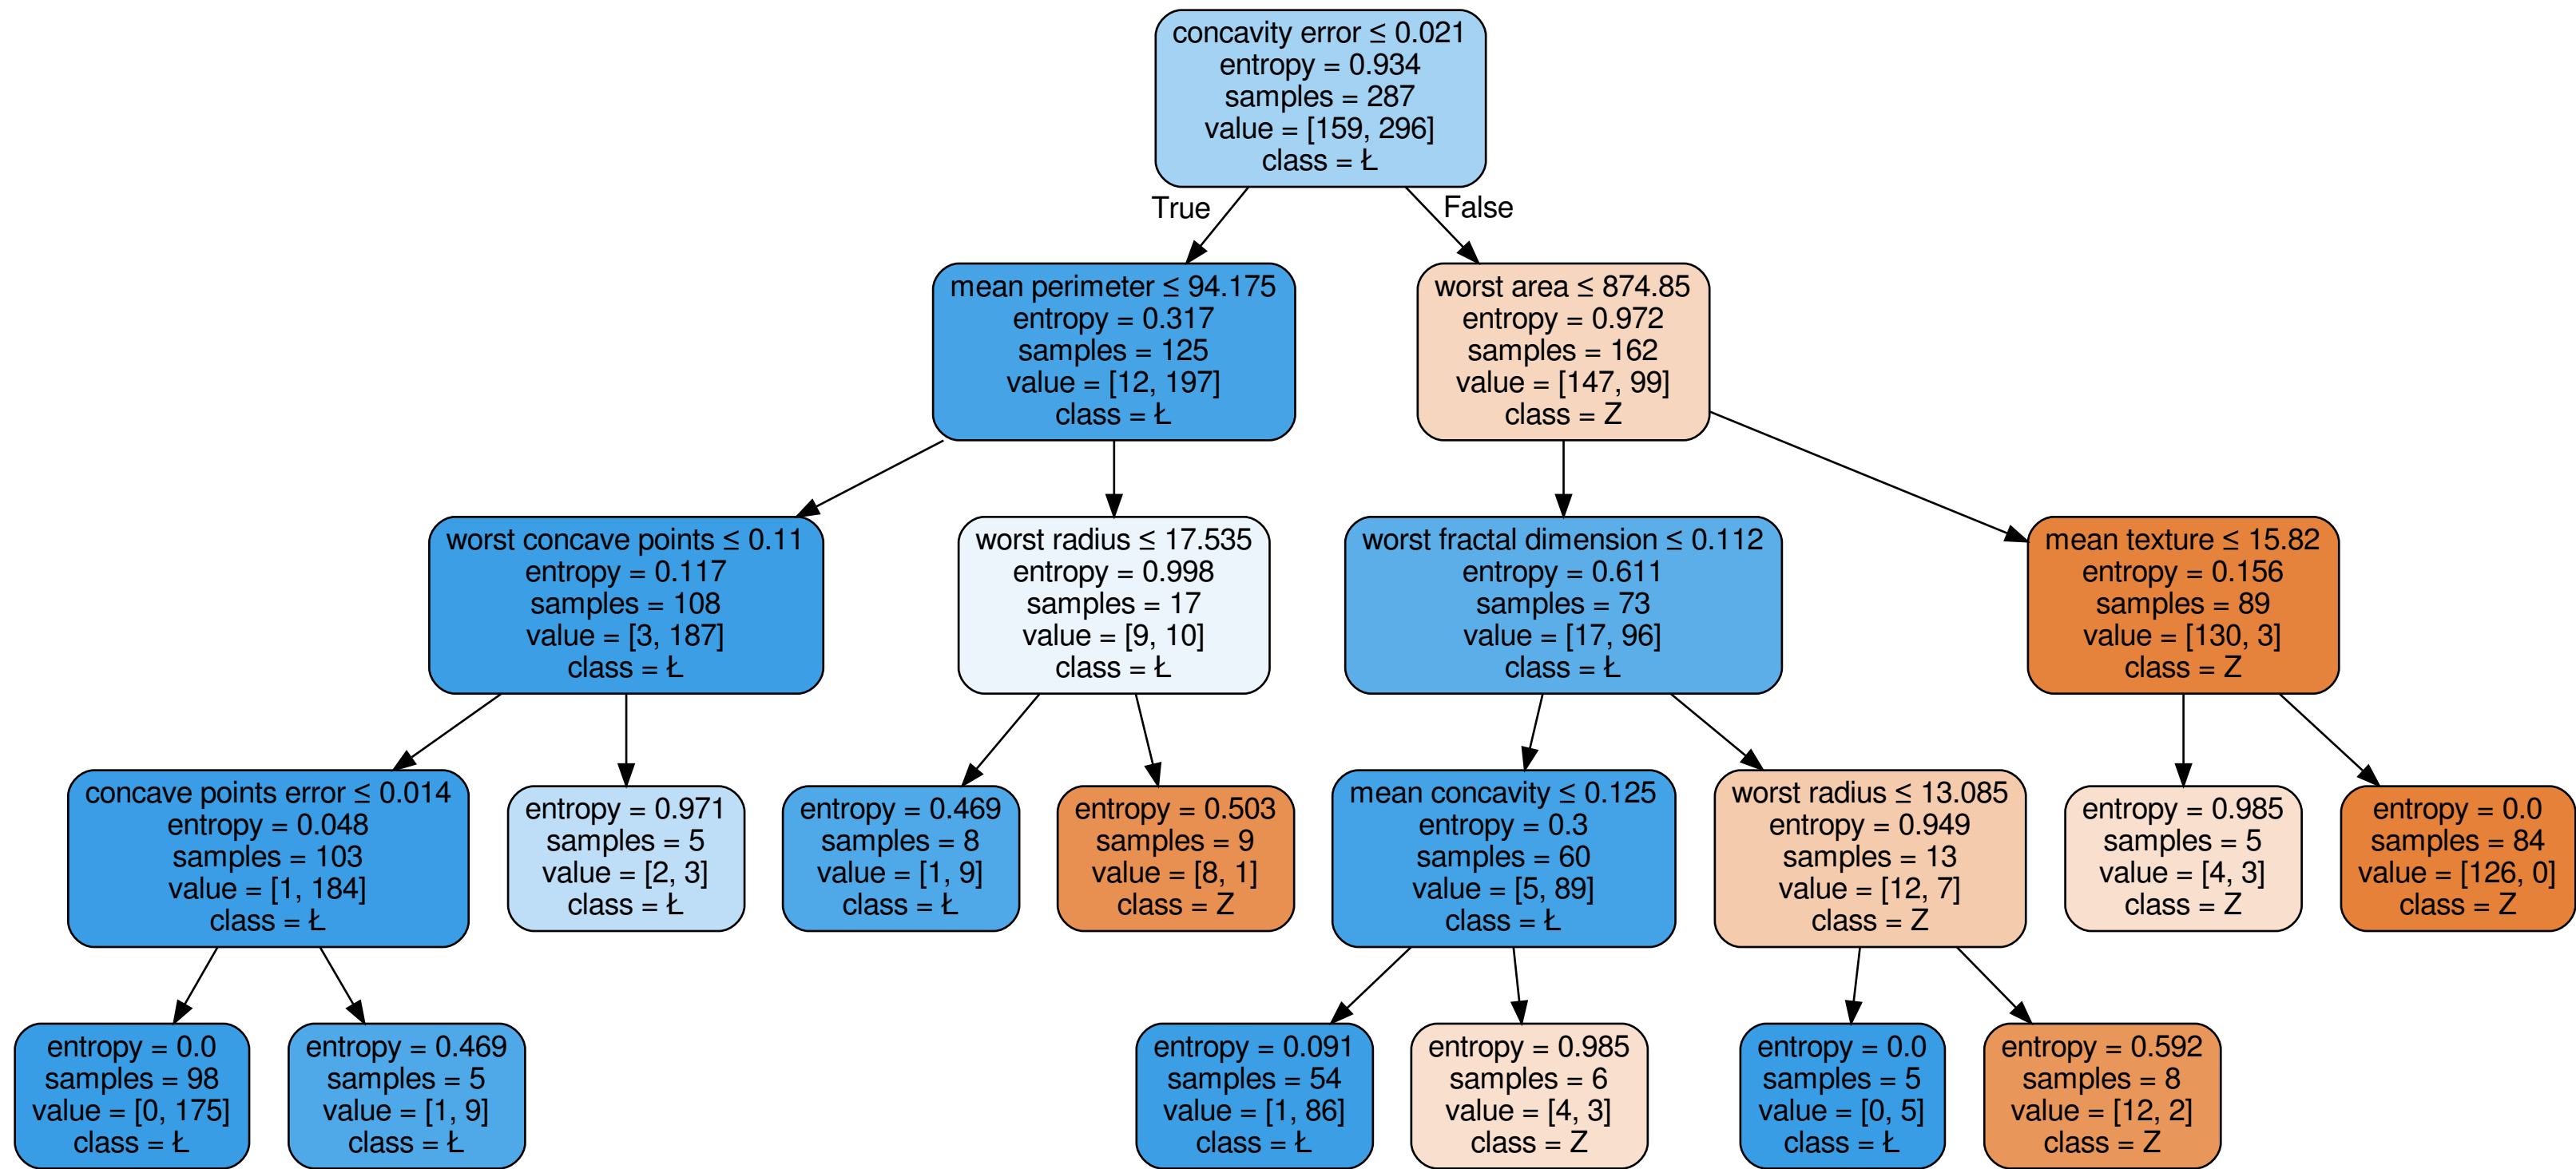 concavity error ≤ 0.021
entropy = 0.934
samples = 287
value = [159, 296]
class = Ł
True
False
mean perimeter ≤ 94.175
entropy = 0.317
samples = 125
value = [12, 197]
class = Ł
worst area ≤ 874.85
entropy = 0.972
samples = 162
value = [147, 99]
class = Z
worst concave points ≤ 0.11
entropy = 0.117
samples = 108
value = [3, 187]
class = Ł
worst radius ≤ 17.535
entropy = 0.998
samples = 17
value = [9, 10]
class = Ł
worst fractal dimension ≤ 0.112
entropy = 0.611
samples = 73
value = [17, 96]
class = Ł
mean texture ≤ 15.82
entropy = 0.156
samples = 89
value = [130, 3]
class = Z
concave points error ≤ 0.014
entropy = 0.048
samples = 103
value = [1, 184]
class = Ł
entropy = 0.971
samples = 5
value = [2, 3]
class = Ł
entropy = 0.469
samples = 8
value = [1, 9]
class = Ł
entropy = 0.503
samples = 9
value = [8, 1]
class = Z
mean concavity ≤ 0.125
entropy = 0.3
samples = 60
value = [5, 89]
class = Ł
worst radius ≤ 13.085
entropy = 0.949
samples = 13
value = [12, 7]
class = Z
entropy = 0.985
samples = 5
value = [4, 3]
class = Z
entropy = 0.0
samples = 84
value = [126, 0]
class = Z
entropy = 0.0
samples = 98
value = [0, 175]
class = Ł
entropy = 0.469
samples = 5
value = [1, 9]
class = Ł
entropy = 0.091
samples = 54
value = [1, 86]
class = Ł
entropy = 0.985
samples = 6
value = [4, 3]
class = Z
entropy = 0.0
samples = 5
value = [0, 5]
class = Ł
entropy = 0.592
samples = 8
value = [12, 2]
class = Z